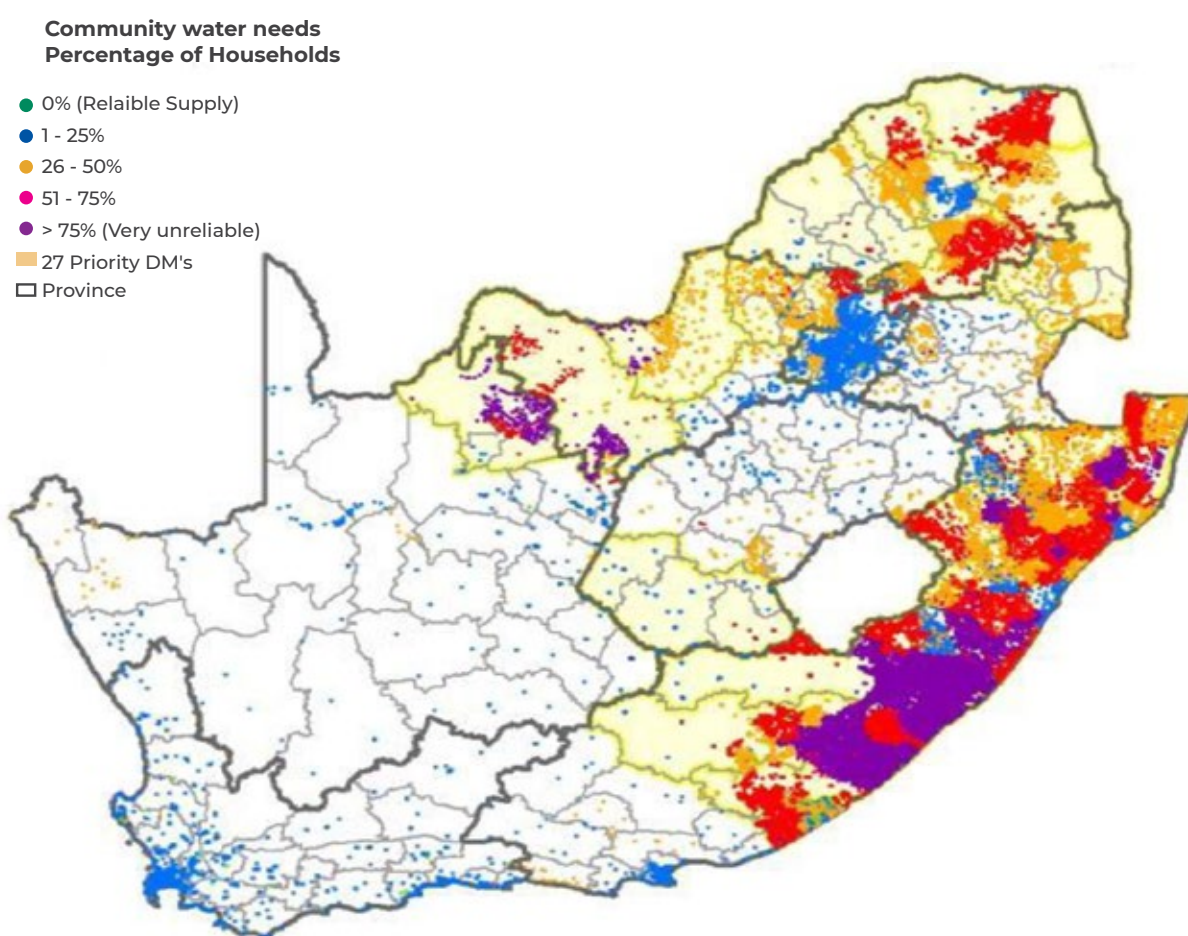 Community water needs
Percentage of Households
0% (Relaible Supply)
1 - 25%
26 - 50%
51 - 75%
> 75% (Very unreliable)
27 Priority DM's
Province